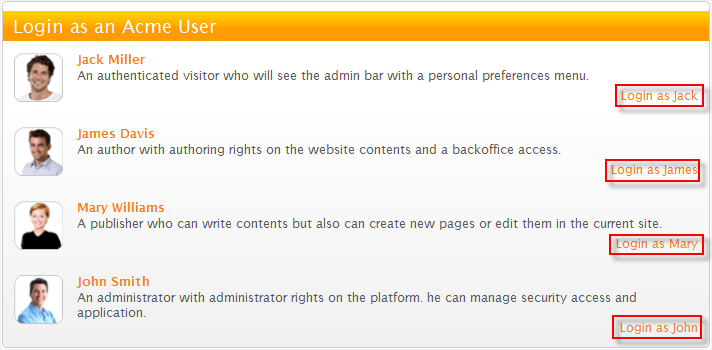 Login as an Acme User
Jack Miller
An authenticated visitor who will see the admin bar with a personal preferences menu.
Login as Jack
James Davis
An author with authoring rights on the website contents and a backoffice access.
Login as James
Mary Williams
A publisher who can write contents but also can create new pages or edit them in the current site.
Login as Mary
John Smith
An administrator with administrator rights on the platform. he can manage security access and
application.
Login as John